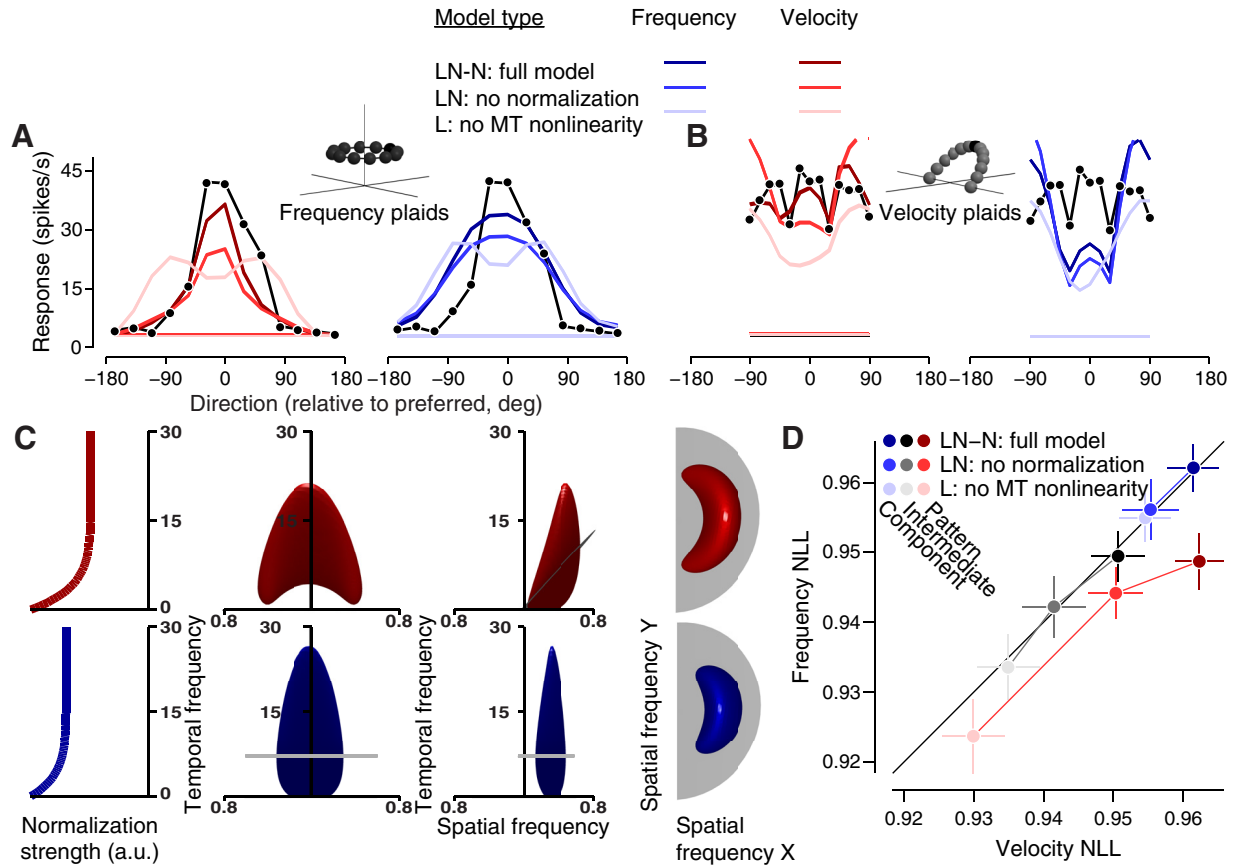 Model type Frequency Velocity
LN-N: full model
LN: no normalization
L: no MT nonlinearity
A
B
45
30
15
0
Response (spikes/s)
Frequency plaids
Velocity plaids
−180 −90 0 90 180 −180 −90 0 90 180 −180 −90 0 90 180 −180 −90 0 90 180
Direction (relative to preferred, deg)
C
30
15
0
30
15
0.8 0.8
30
15
0.8 0.8
30
15
0
30
15
0.8 0.8
30
15
0.8 0.8
Temporal frequency
Temporal frequency
Spatial frequency Y
Normalization
strength (a.u.)
Spatial frequency
Spatial
frequency X
D
LN−N: full model
LN: no normalization
L: no MT nonlinearity
Pattern
Intermediate
Component
0.96
0.95
0.94
0.93
0.92
Frequency NLL
0.92 0.93 0.94 0.95 0.96
Velocity NLL